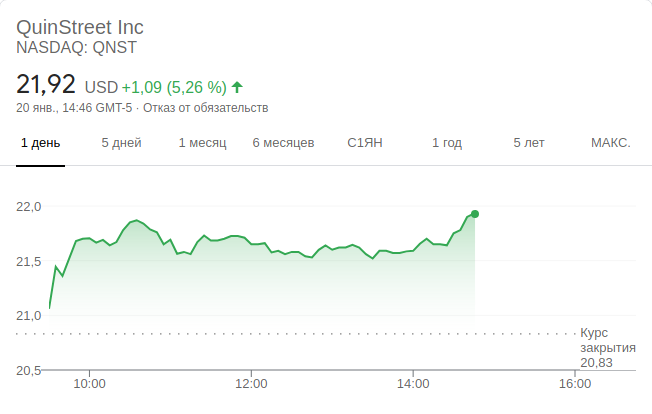 QuinStreet Inc
NASDAQ: QNST
21,92 USD +1,09 (5,26 %)
20 янв., 14:46 GMT-5 · Отказ от обязательств
1 день 5 дней 1 месяц 6 месяцев С1ЯН 1 год 5 лет МАКС.
22,0
21,5
21,0
Курс
закрытия
20,83
20,5
10:00 12:00 14:00 16:00